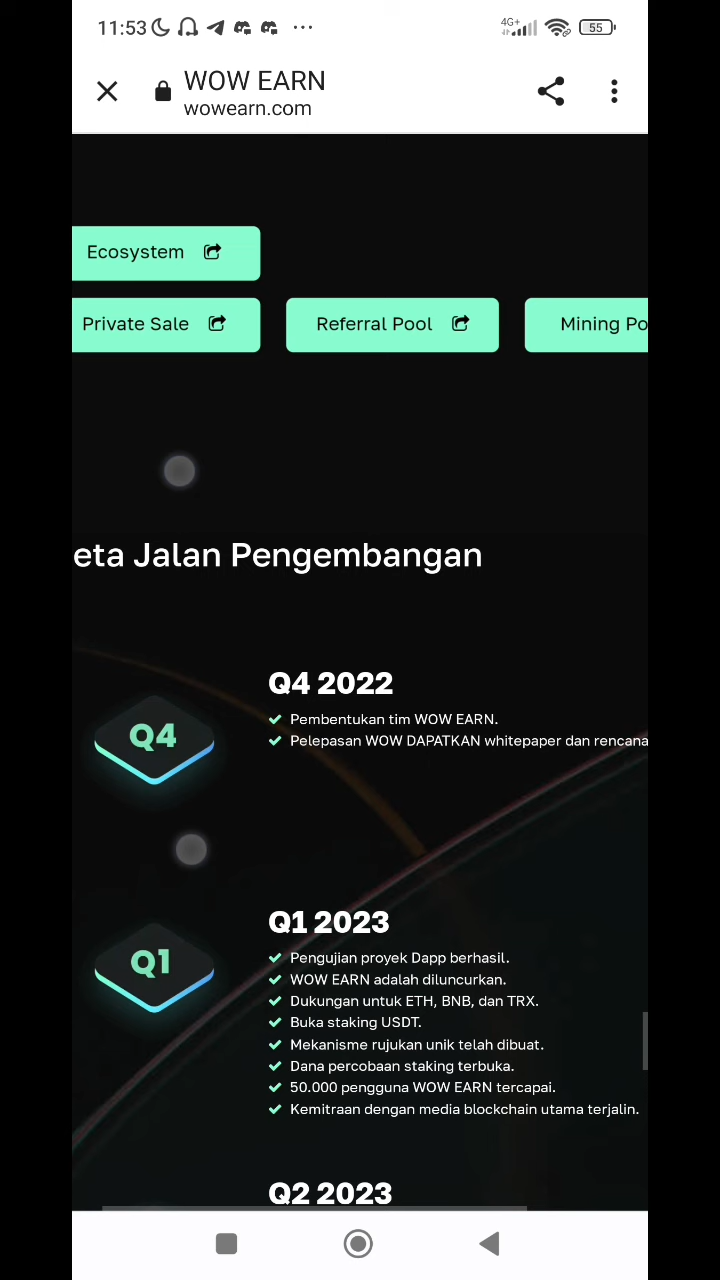 11:53
4G+
55
WOW EARN
wowearn.com
Ecosystem
Private Sale
Referral Pool
Mining Po
eta Jalan Pengembangan
Q4
Q4 2022
Pembentukan tim WOW EARN.
Pelepasan WOW DAPATKAN whitepaper dan rencana
Q1
Q1 2023
Pengujian proyek Dapp berhasil.
WOW EARN adalah diluncurkan.
Dukungan untuk ETH, BNB, dan TRX.
Buka staking USDT.
Mekanisme rujukan unik telah dibuat.
Dana percobaan staking terbuka.
50.000 pengguna WOW EARN tercapai.
Kemitraan dengan media blockchain utama terjalin.
Q2 2023